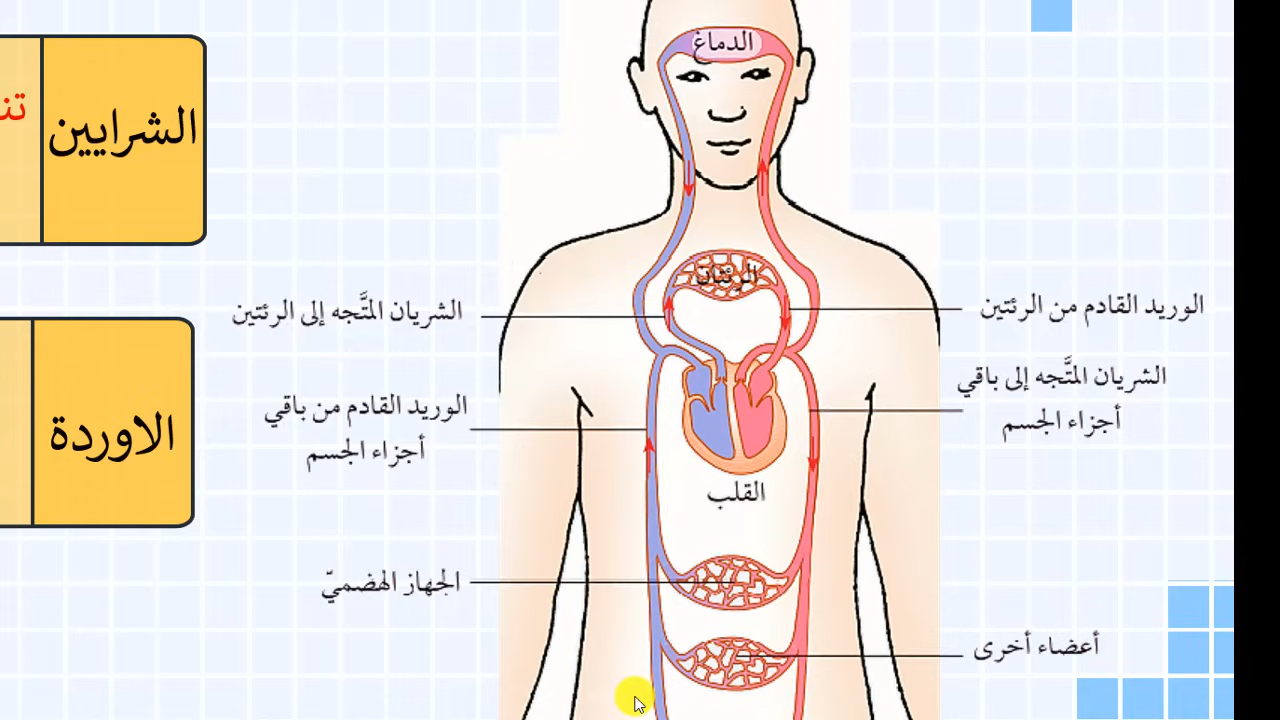 الدماغ
الشرايين
تن
الرئتان
الوريد القادم من الرئتين
الشريان المتَّجه إلى الرئتين
الشريان المتَّجه إلى باقي
أجزاء الجسم
الوريد القادم من باقي
أجزاء الجسم
الاوردة
القلب
الجهاز الهضميّ
أعضاء أخرى